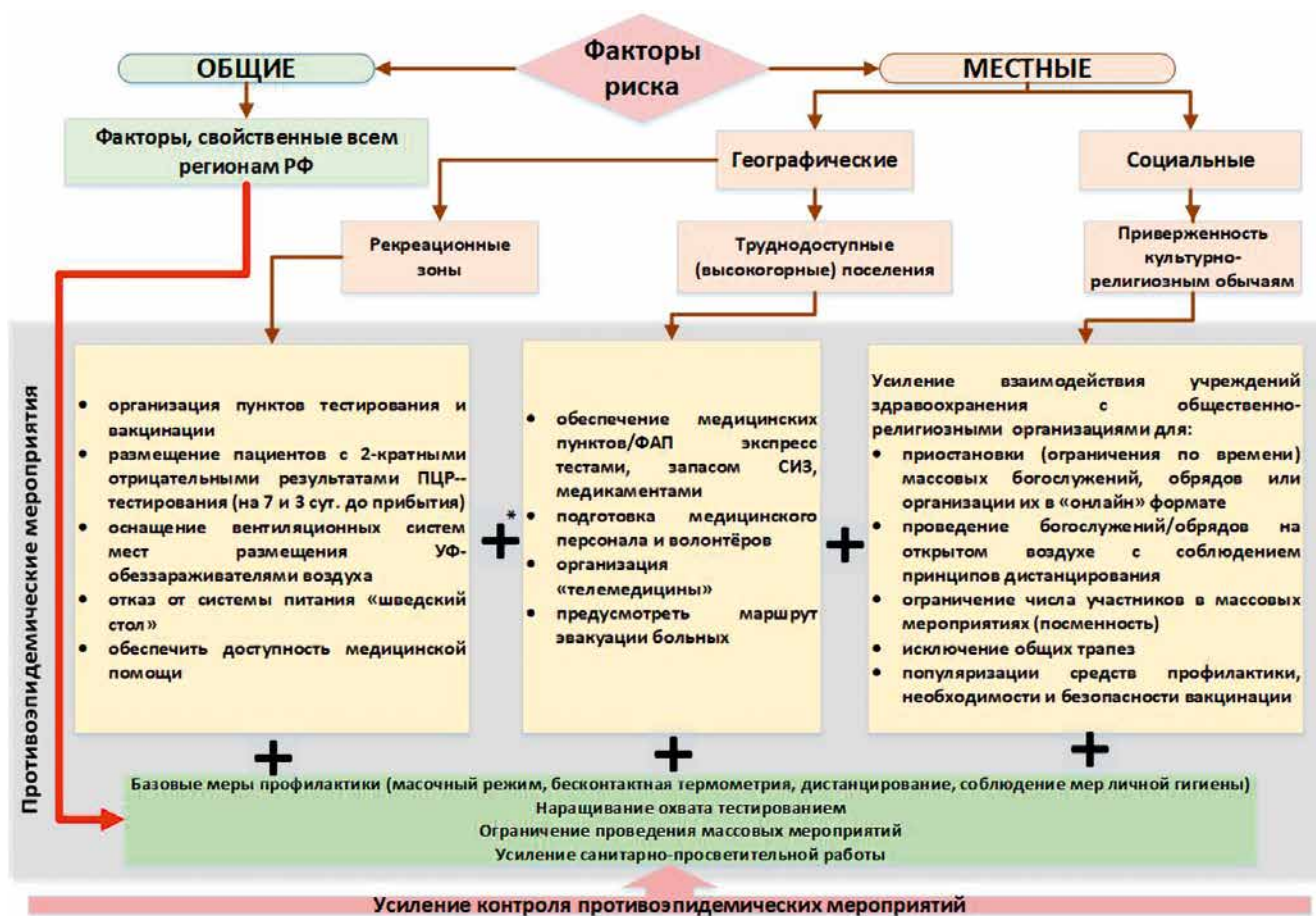 Факторы
риска
ОБЩИЕ
МЕСТНЫЕ
Факторы, свойственные всем
регионам РФ
Географические
Социальные
Рекреационные
зоны
Труднодоступные
(высокогорные) поселения
Приверженность
культурно-
религиозным обычаям
Противоэпидемические мероприятия
• организация пунктов тестирования и
вакцинации
• размещение пациентов с 2-кратными
отрицательными результатами ПЦР--
тестирования (на 7 и 3 сут. до прибытия)
• оснащение вентиляционных систем
мест размещения УФ-
обеззараживателями воздуха
• отказ от системы питания «шведский
стол»
• обеспечить доступность медицинской
помощи
+*
• обеспечение медицинских
пунктов/ФАП экспресс
тестами, запасом СИЗ,
медикаментами
• подготовка медицинского
персонала и волонтёров
• организация
«телемедицины»
• предусмотреть маршрут
эвакуации больных
+
Усиление взаимодействия учреждений
здравоохранения с общественно-
религиозными организациями для:
• приостановки (ограничения по времени)
массовых богослужений, обрядов или
организации их в «онлайн» формате
• проведение богослужений/обрядов на
открытом воздухе с соблюдением
принципов дистанцирования
• ограничение числа участников в массовых
мероприятиях (посменность)
• исключение общих трапез
• популяризации средств профилактики,
необходимости и безопасности вакцинации
+ + +
Базовые меры профилактики (масочный режим, бесконтактная термометрия, дистанцирование, соблюдение мер личной гигиены)
Наращивание охвата тестированием
Ограничение проведения массовых мероприятий
Усиление санитарно-просветительной работы
Усиление контроля противоэпидемических мероприятий